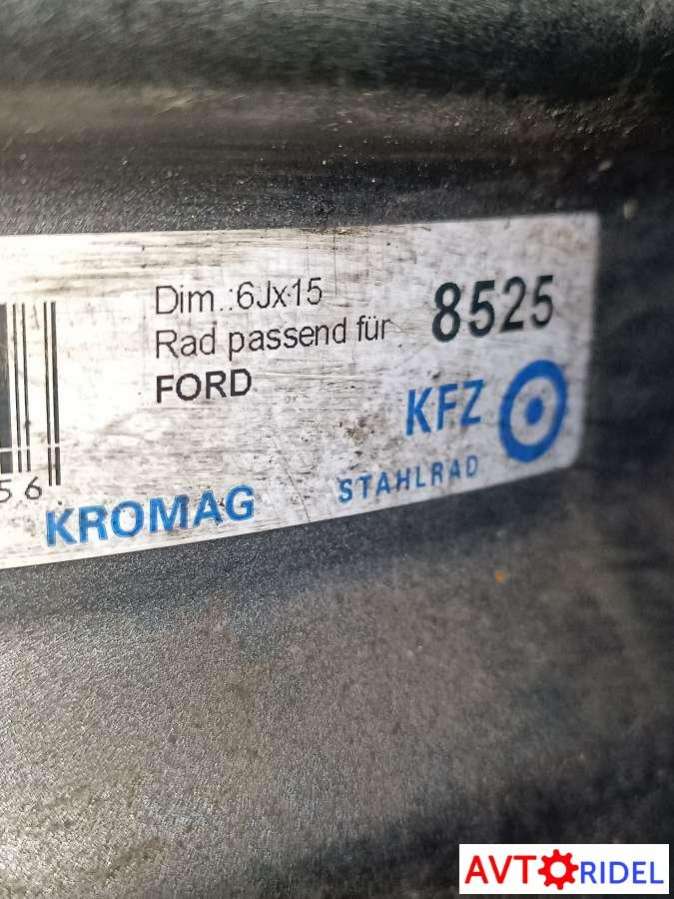 Dim.:6Jx15
Rad passend für
FORD
8525
KFZ
56
KROMAG
STAHLRAD
AVTORIDEL